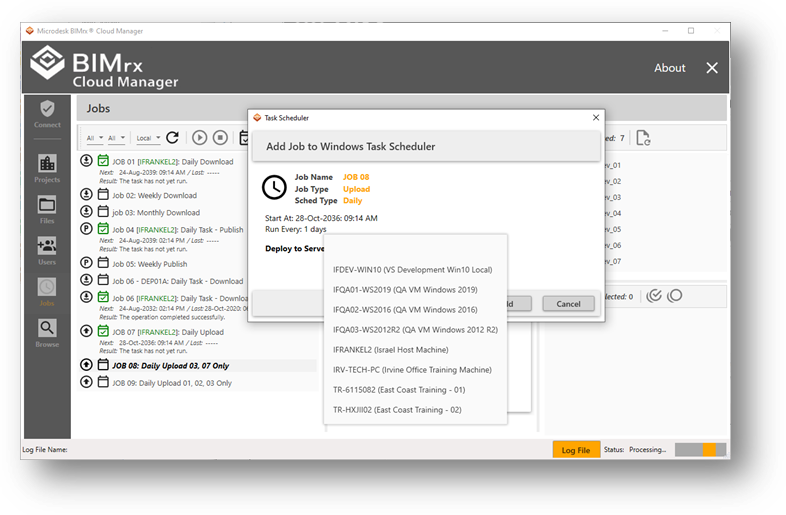 Microdesk BIMrx® Cloud Manager
BIMrx
Cloud Manager
About
Connect
Projects
Files
Users
Jobs
Browse
Jobs
All All Local
JOB 01 [IFRANKEL2]: Daily Download
Next: 24-Aug-2039: 09:14 AM / Last: -----
Result: The task has not yet run.
Job 02: Weekly Download
job 03: Monthly Download
Job 04 [IFRANKEL2]: Daily Task - Publish
Next: 24-Aug-2039: 02:14 PM / Last: -----
Result: The task has not yet run.
Job 05: Weekly Publish
Job 06 - DEP01A: Daily Task - Download
Job 06 [IFRANKEL2]: Daily Task - Downloa
Next: 24-Aug-2032: 02:14 PM / Last:28-Oct-2020: 06
The operation completed successfully.
JOB 07 [IFRANKEL2]: Daily Upload
Next: 28-Oct-2036: 09:14 AM / Last: -----
Result: The task has not yet run.
JOB 08: Daily Upload 03, 07 Only
JOB 09: Daily Upload 01, 02, 03 Only
Task Scheduler
Add Job to Windows Task Scheduler
Job Name JOB 08
Job Type Upload
Sched Type Daily
Start At: 28-Oct-2036: 09:14 AM
Run Every: 1 days
Deploy to Serve
IFDEV-WIN10 (VS Development Win10 Local)
IFQA01-WS2019 (QA VM Windows 2019)
IFQA02-WS2016 (QA VM Windows 2016)
IFQA03-WS2012R2 (QA VM Windows 2012 R2)
IFRANKEL2 (Israel Host Machine)
IRV-TECH-PC (Irvine Office Training Machine)
TR-6115082 (East Coast Training - 01)
TR-HXJII02 (East Coast Training - 02)
dd
Cancel
ed: 7
ev_01
ev_02
ev_03
ev_04
ev_05
ev_06
ev_07
lected: 0
Log File Name:
Log File
Status: Processing...